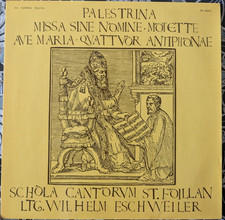 PALESTRINA
MISSA SINE NOMINE · MOTETTE
AVE MARIA · QVATTVOR ANTIPHONAE
SCHOLA CANTORVM ST. FOILLAN
LTG. WILHELM ESCHWEILER